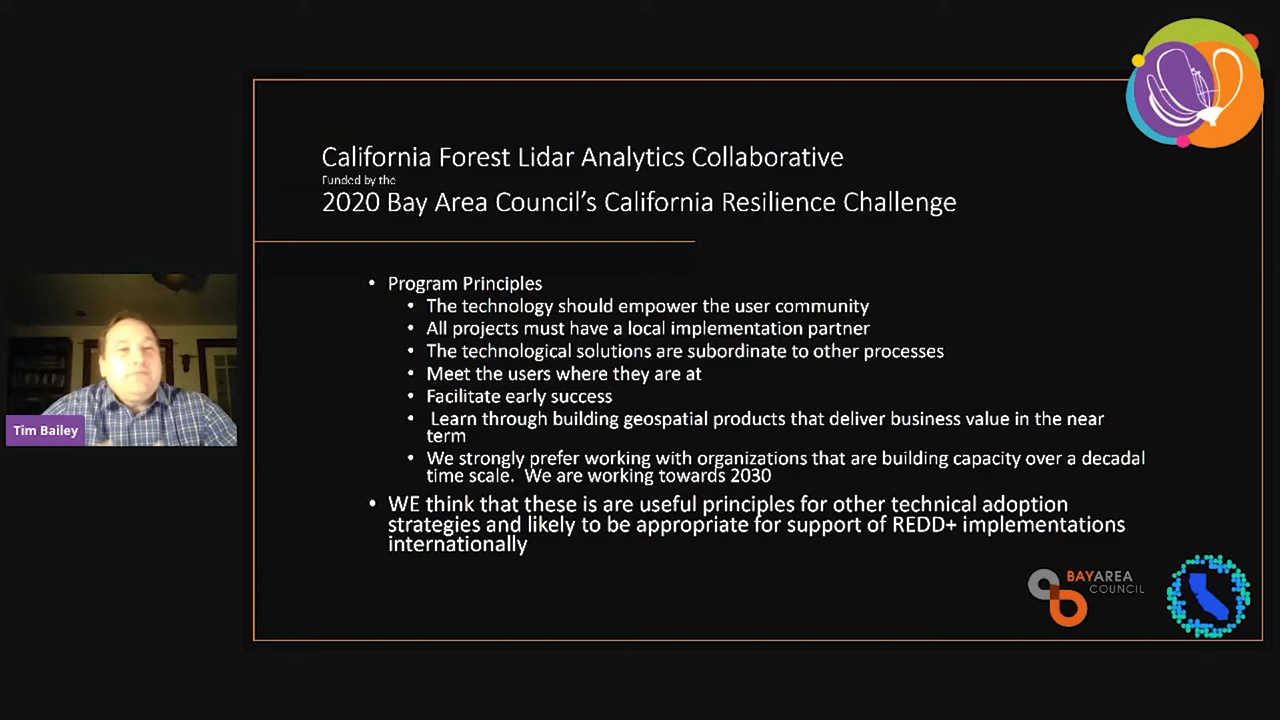 California Forest Lidar Analytics Collaborative
Funded by the
2020 Bay Area Council's California Resilience Challenge
• Program Principles
• The technology should empower the user community
• All projects must have a local implementation partner
• The technological solutions are subordinate to other processes
• Meet the users where they are at
• Facilitate early success
• Learn through building geospatial products that deliver business value in the near
term
• We strongly prefer working with organizations that are building capacity over a decadal
time scale. We are working towards 2030
• WE think that these is are useful principles for other technical adoption
strategies and likely to be appropriate for support of REDD+ implementations
internationally
Tim Bailey
BAYAREA
COUNCIL